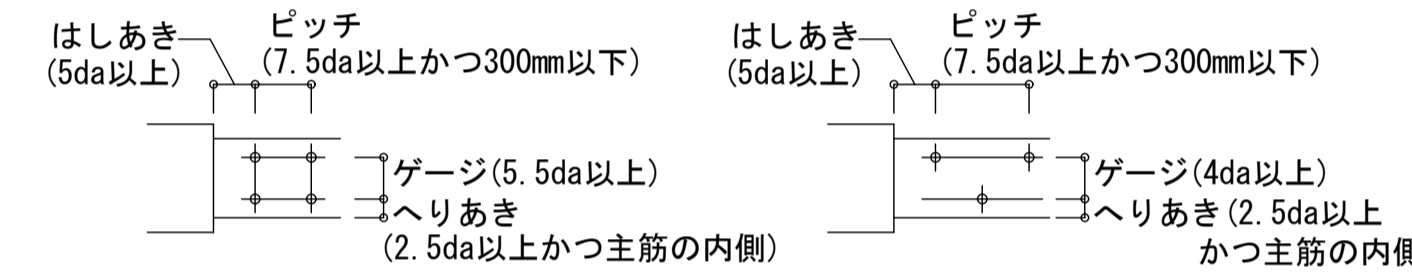 はしあき
(5da以上)
ピッチ
(7.5da以上かつ300mm以下)
ゲージ(5.5da以上)
へりあき
(2.5da以上かつ主筋の内側)
はしあき
(5da以上)
ピッチ
(7.5da以上かつ300mm以下)
ゲージ(4da以上)
へりあき(2.5da以上
かつ主筋の内側